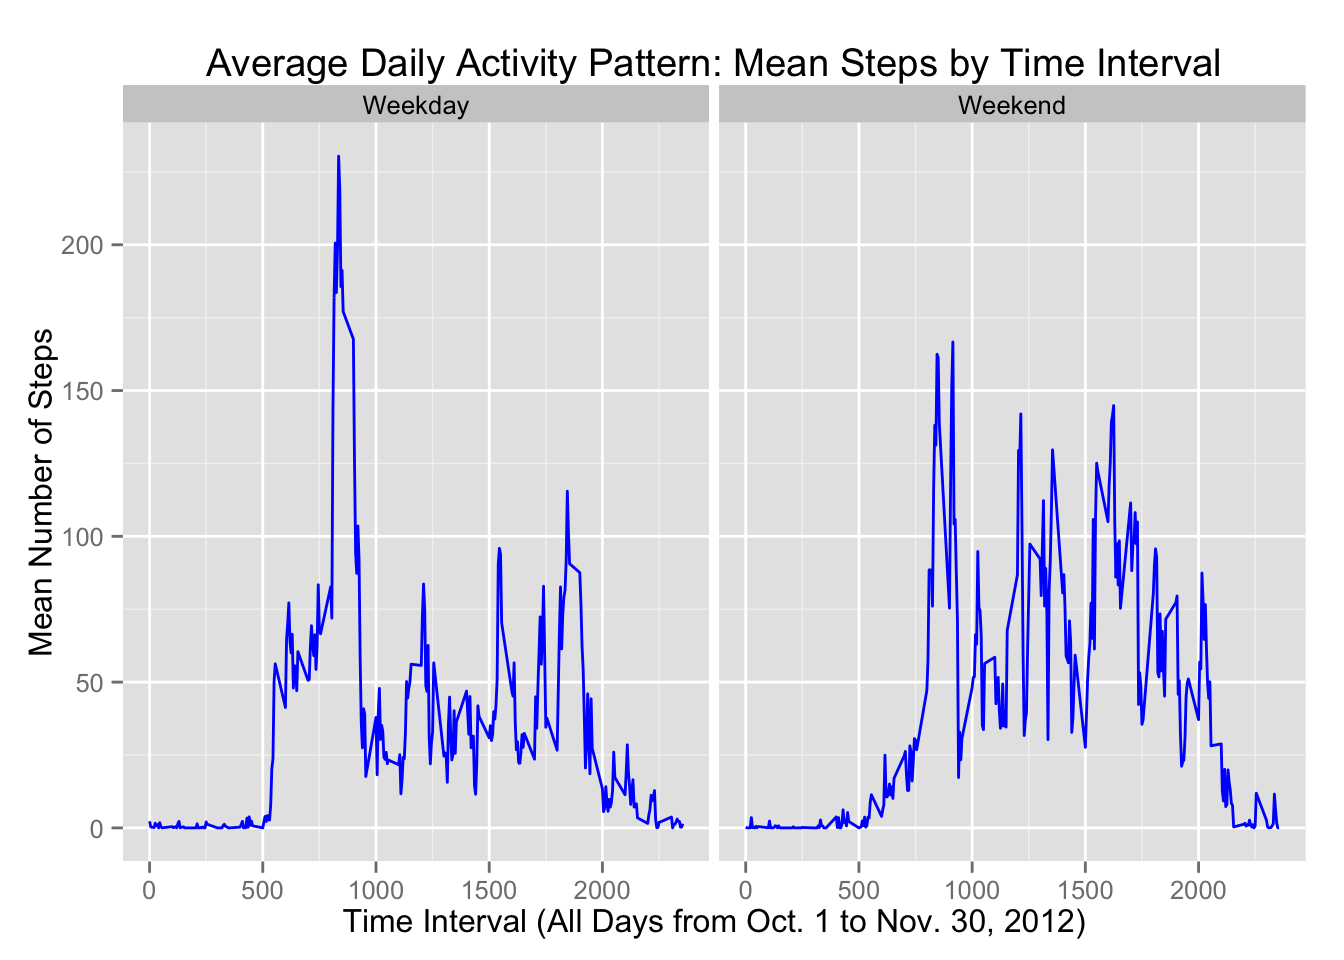 Average Daily Activity Pattern: Mean Steps by Time Interval
Weekday Weekend
Mean Number of Steps
200
150
100
50
0
0 500 1000 1500 2000 0 500 1000 1500 2000
Time Interval (All Days from Oct. 1 to Nov. 30, 2012)